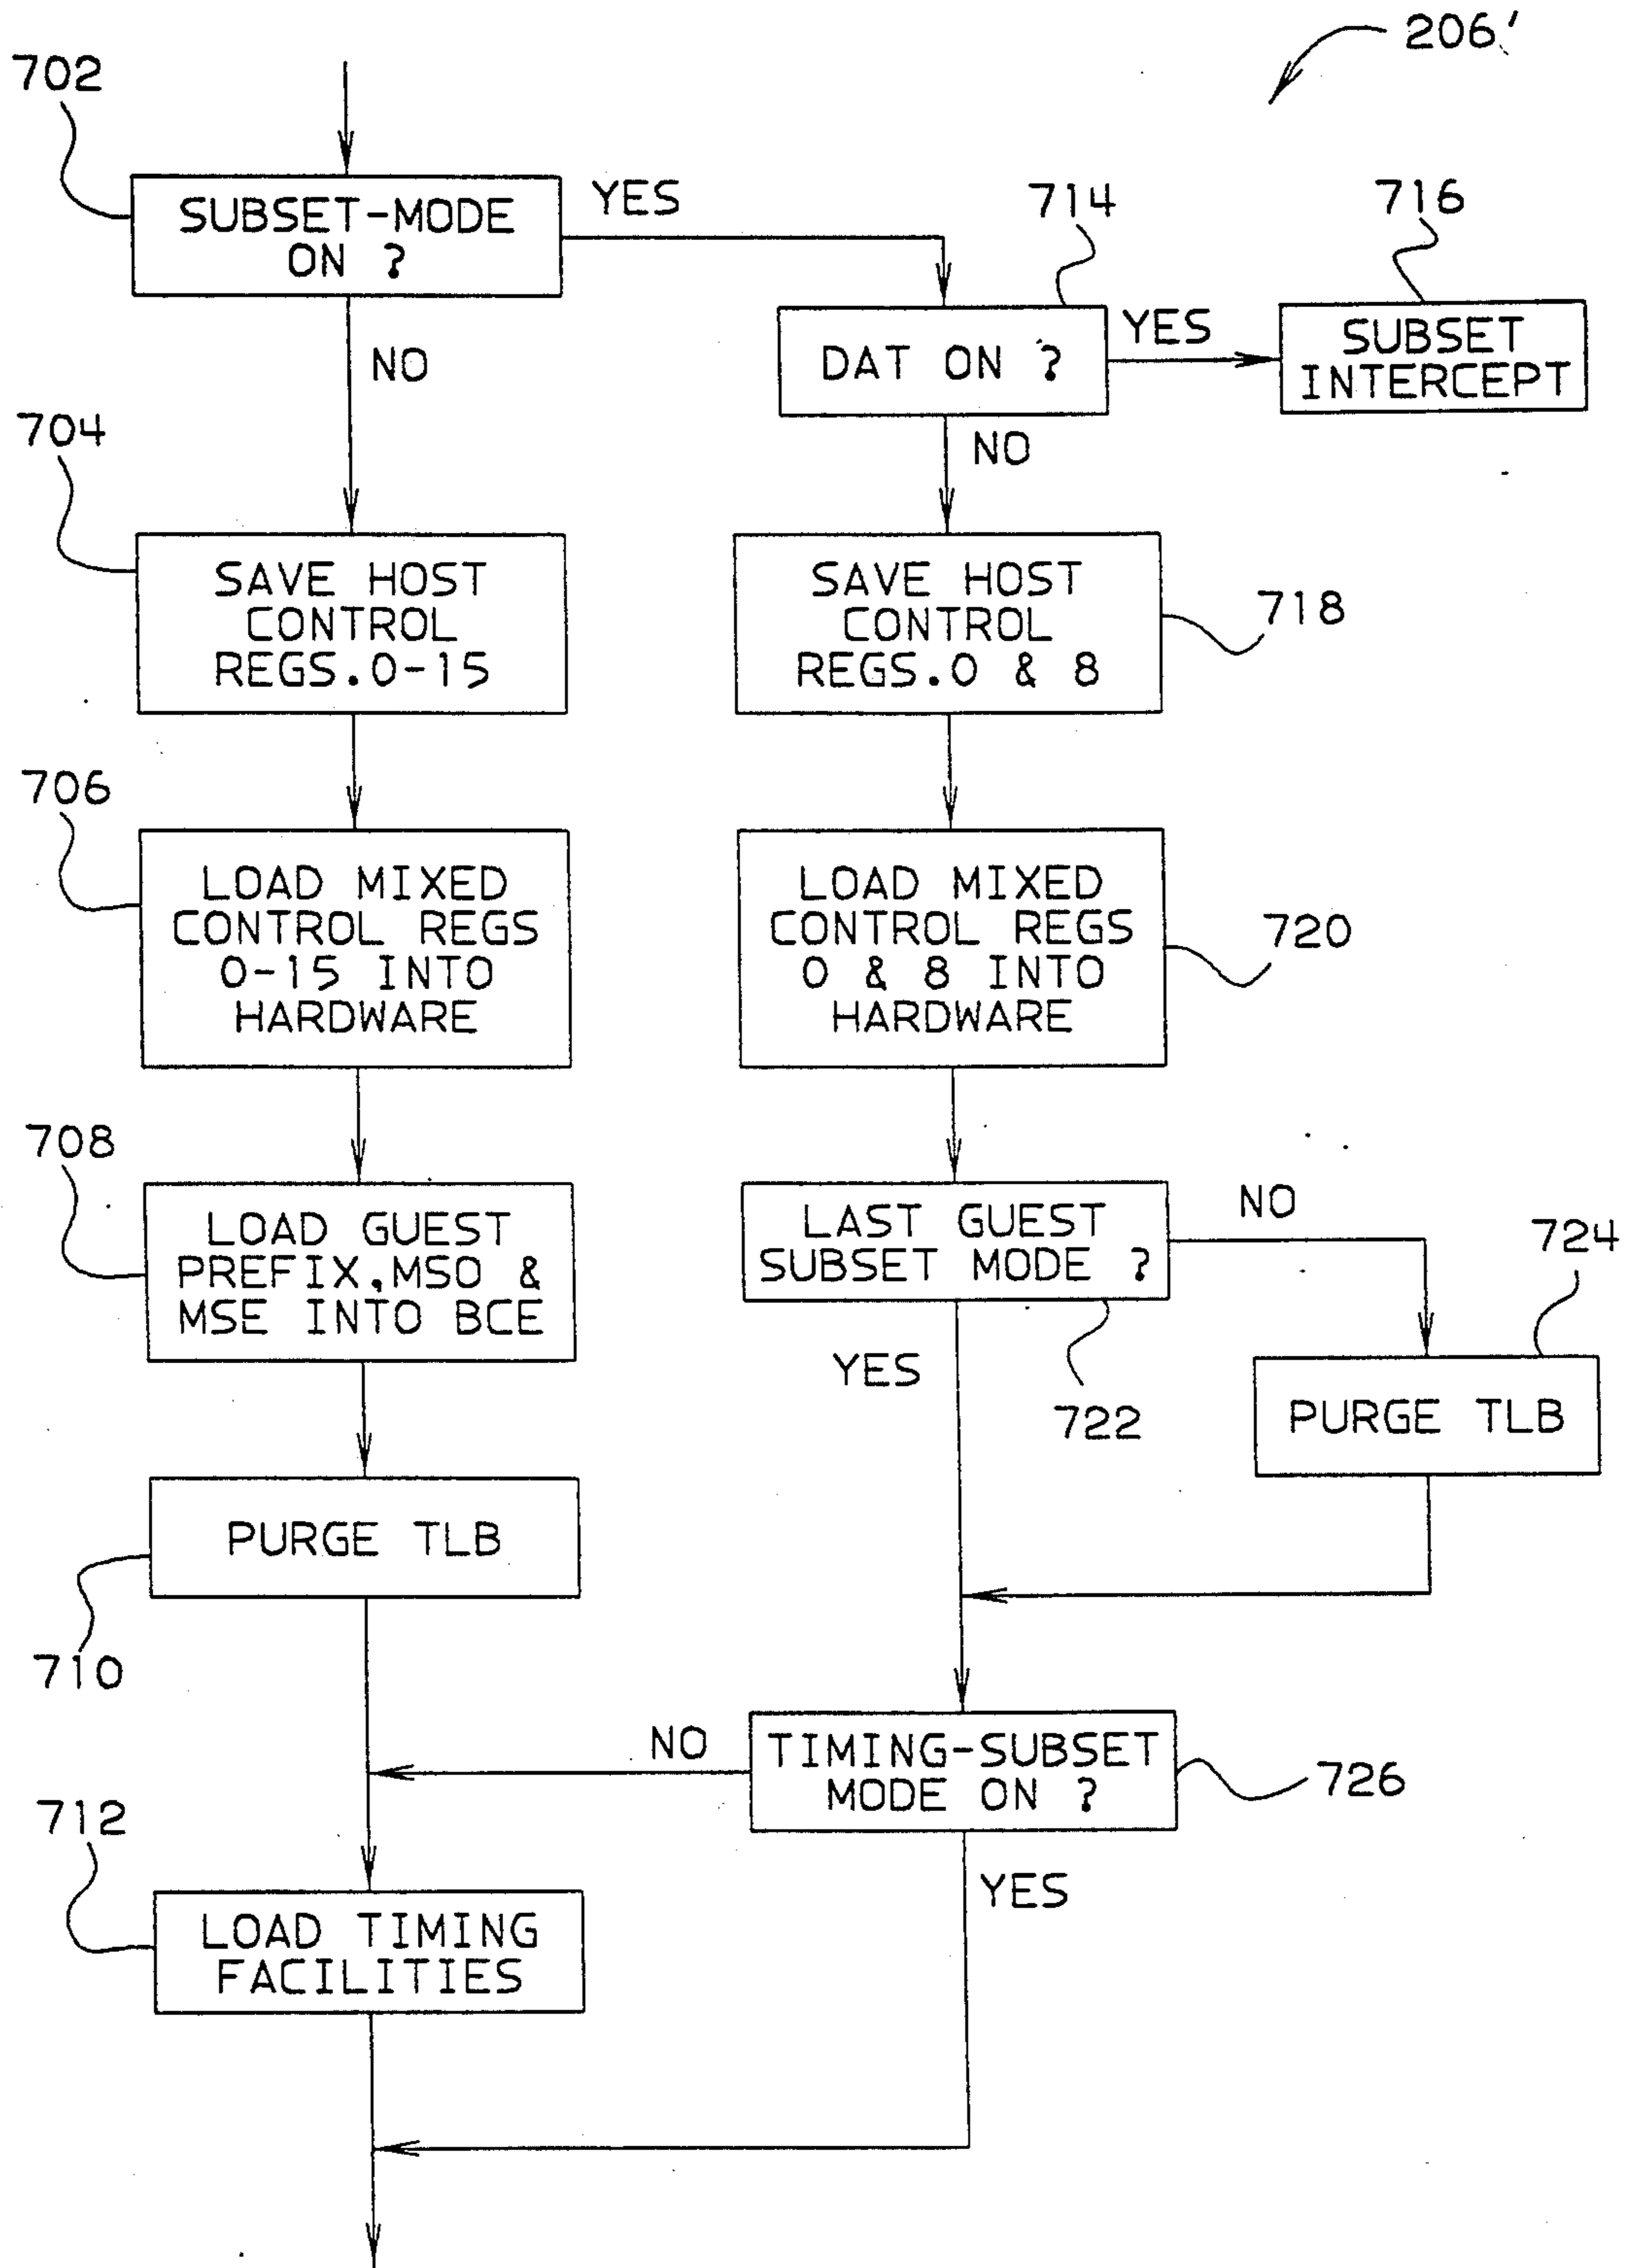 206'
702
SUBSET-MODE
ON ?
YES
NO
714
DAT ON ?
YES
NO
716
SUBSET
INTERCEPT
704
SAVE HOST
CONTROL
REGS.0-15
SAVE HOST
CONTROL
REGS.0 & 8
718
706
LOAD MIXED
CONTROL REGS
0-15 INTO
HARDWARE
LOAD MIXED
CONTROL REGS
0 & 8 INTO
HARDWARE
720
708
LOAD GUEST
PREFIX,MSO &
MSE INTO BCE
LAST GUEST
SUBSET MODE ?
NO
YES
722
724
PURGE TLB
PURGE TLB
710
NO
TIMING-SUBSET
MODE ON ?
726
YES
712
LOAD TIMING
FACILITIES